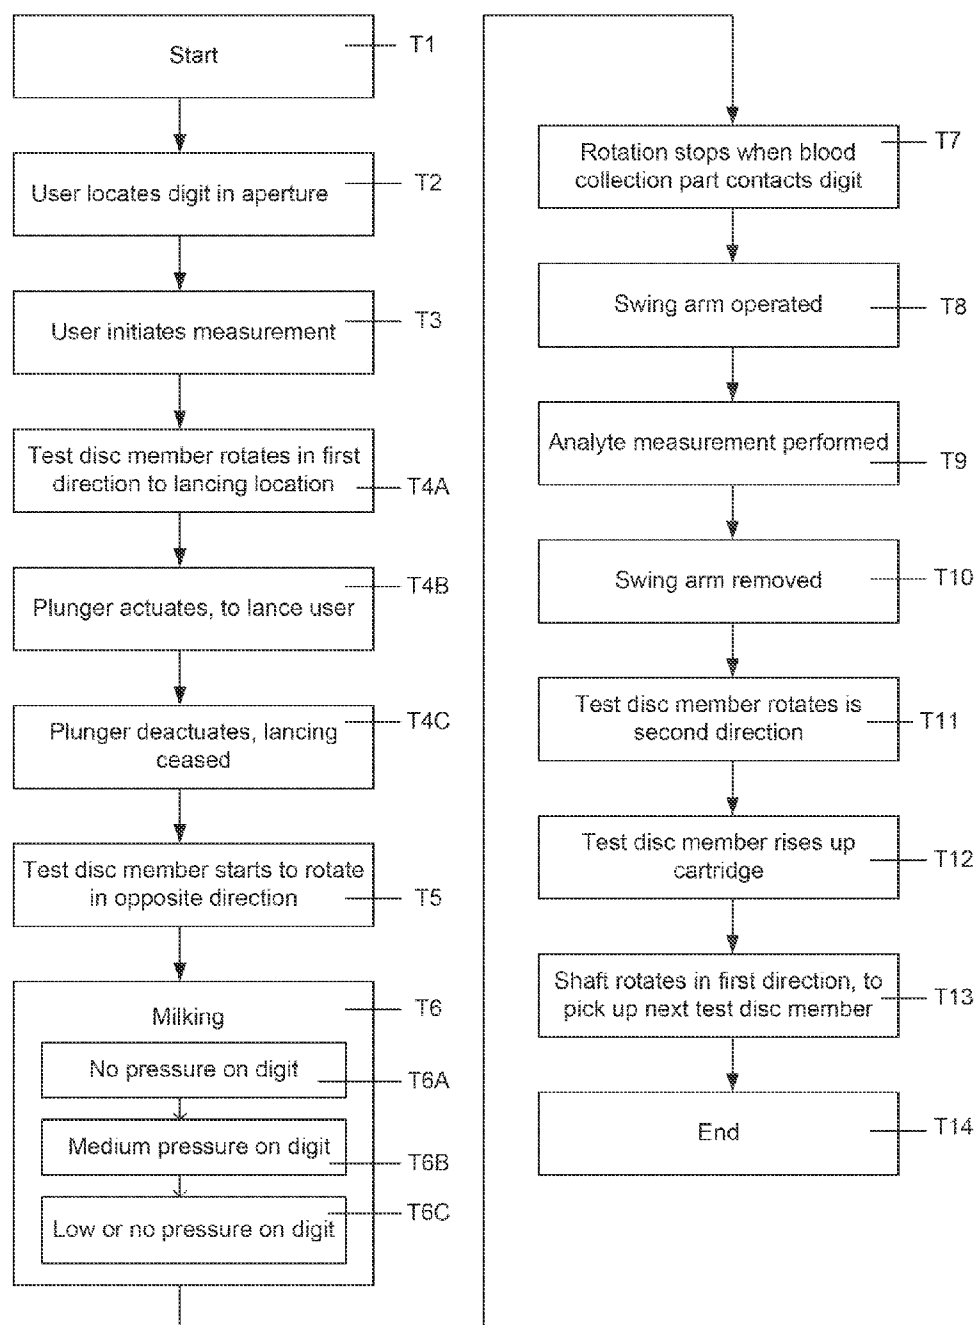 Start
T1
User locates digit in aperture
T2
User initiates measurement
T3
Test disc member rotates in first
direction to lancing location
T4A
Plunger actuates, to lance user
T4B
Plunger deactuates, lancing
ceased
T4C
Test disc member starts to rotate
in opposite direction
T5
Milking
T6
No pressure on digit
T6A
Medium pressure on digit
T6B
Low or no pressure on digit
T6C
Rotation stops when blood
collection part contacts digit
T7
Swing arm operated
T8
Analyte measurement performed
T9
Swing arm removed
T10
Test disc member rotates is
second direction
T11
Test disc member rises up
cartridge
T12
Shaft rotates in first direction, to
pick up next test disc member
T13
End
T14